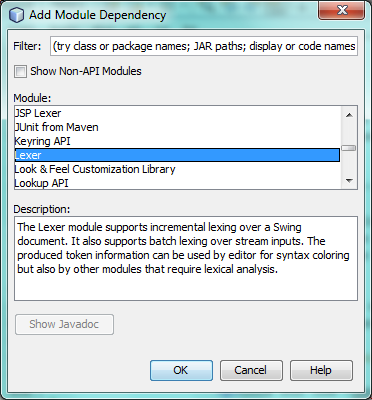 Add Module Dependency
Filter: (try class or package names; JAR paths; display or code names
Show Non-API Modules
Module:
JSP Lexer
JUnit from Maven
Keyring API
Lexer
Look & Feel Customization Library
Lookup API
Description:
The Lexer module supports incremental lexing over a Swing
document. It also supports batch lexing over stream inputs. The
produced token information can be used by editor for syntax coloring
but also by other modules that require lexical analysis.
Show Javadoc
OK Cancel Help